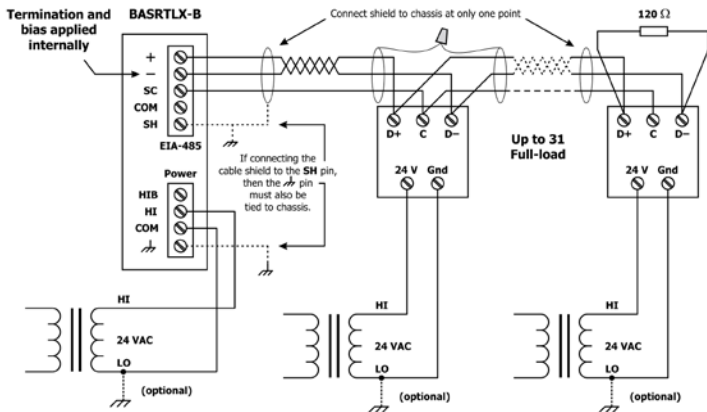 Termination and
bias applied
internally
BASRTLX-B
Connect shield to chassis at only one point
120 Ω
+
−
SC
COM
SH
EIA-485
D+
C
D−
D+
C
D−
Up to 31
Full-load
If connecting the
cable shield to the SH pin,
then the pin
must also be
tied to chassis.
24 V
Gnd
24 V
Gnd
Power
HIB
HI
COM
HI
24 VAC
LO
(optional)
HI
24 VAC
LO
(optional)
HI
24 VAC
LO
(optional)